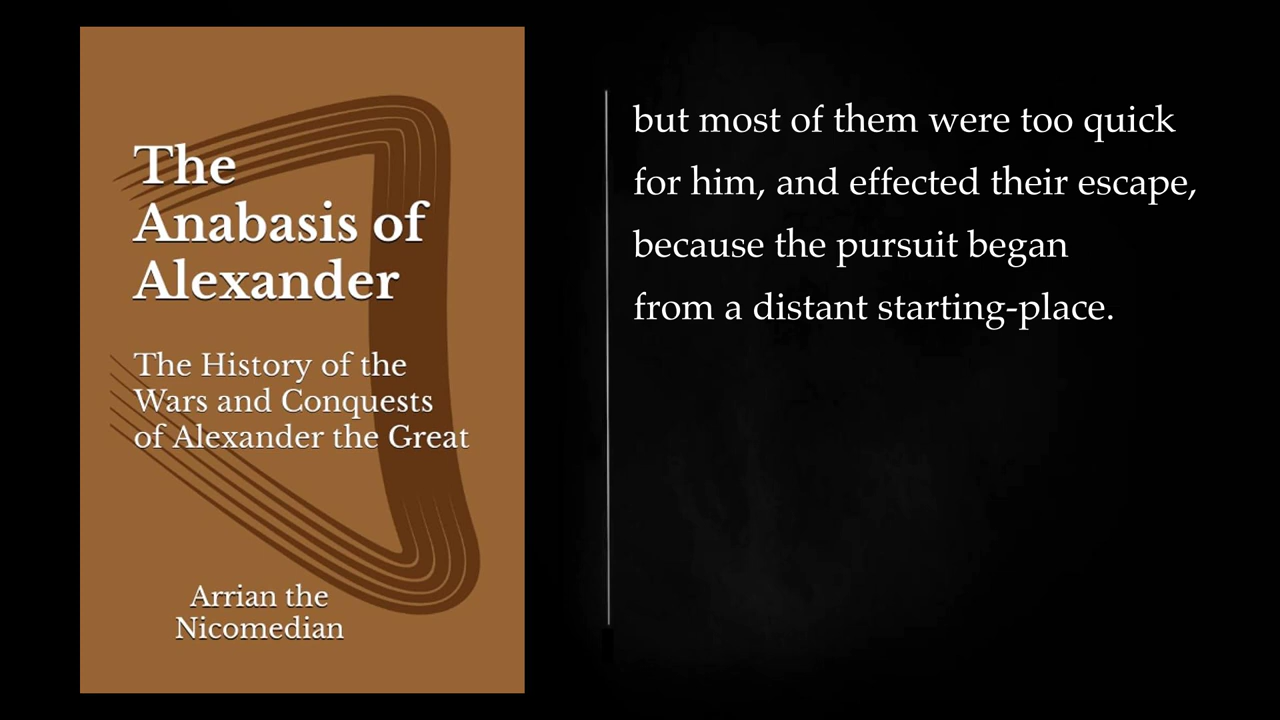 The
Anabasis of
Alexander
The History of the
Wars and Conquests
of Alexander the Great
Arrian the
Nicomedian
but most of them were too quick
for him, and effected their escape,
because the pursuit began
from a distant starting-place.